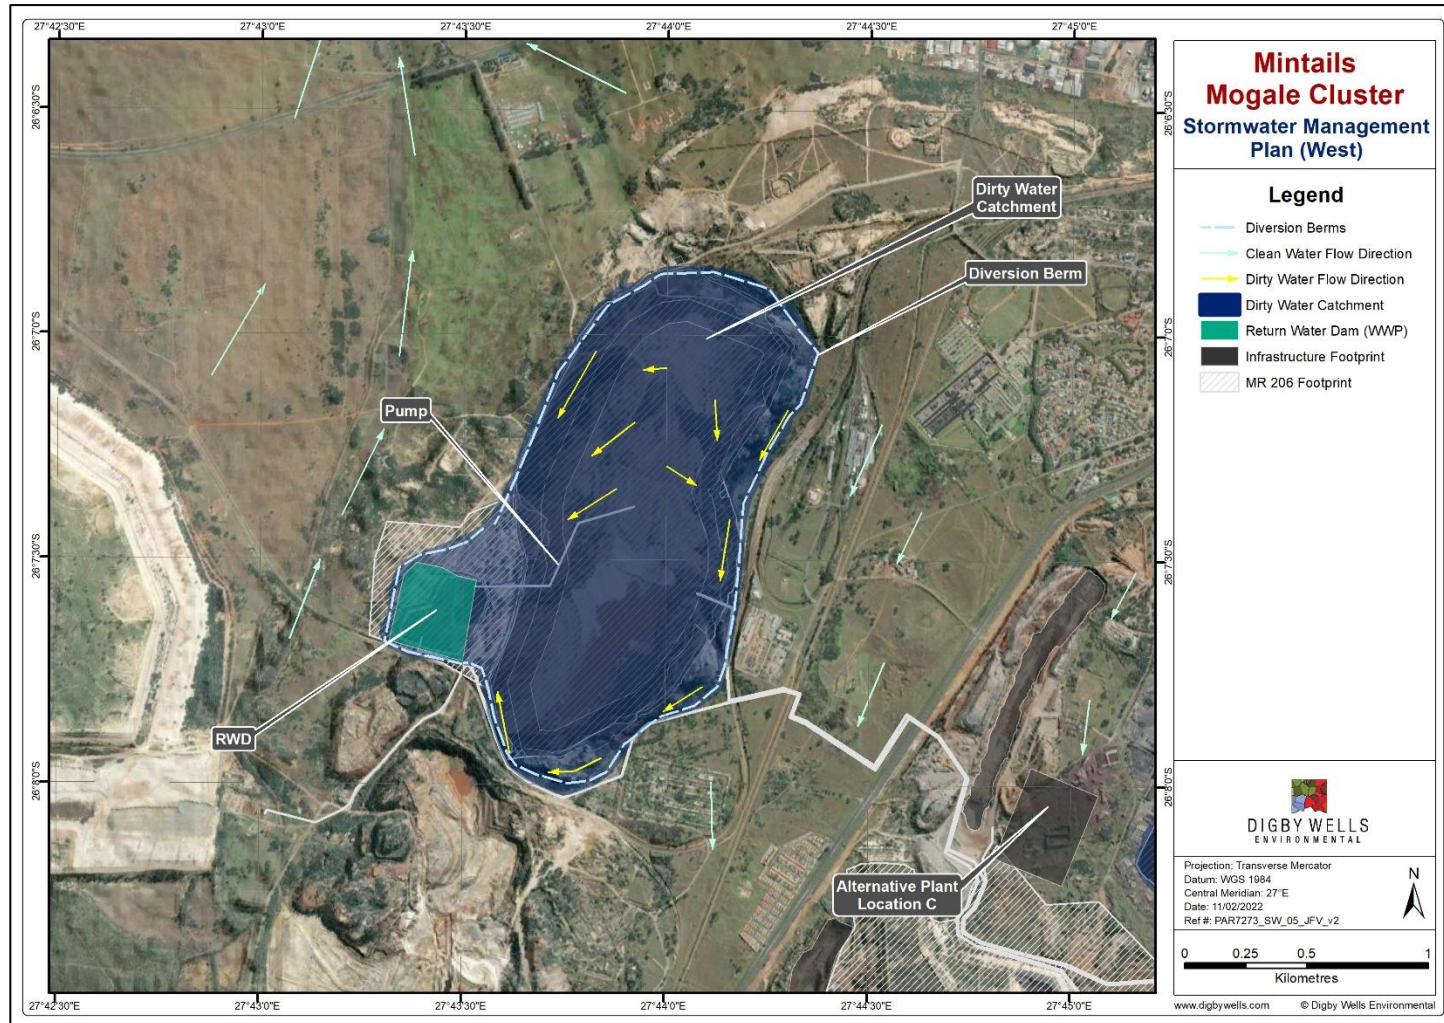 27°42'30"E
27°43'0"E
27°43'30"E
27°44'0"E
27°44'30"E
27°45'0"E
26°6'30"S
26°7'0"S
26°7'30"S
26°8'0"S
26°6'30"S
26°7'0"S
26°7'30"S
26°8'0"S
Dirty Water
Catchment
Diversion Berm
Pump
RWD
Alternative Plant
Location C
27°42'30"E
27°43'0"E
27°43'30"E
27°44'0"E
27°44'30"E
27°45'0"E
Mintails
Mogale Cluster
Stormwater Management
Plan (West)
Legend
Diversion Berms
Clean Water Flow Direction
Dirty Water Flow Direction
Dirty Water Catchment
Return Water Dam (WWP)
Infrastructure Footprint
MR 206 Footprint
DIGBY WELLS
ENVIRONMENTAL
Projection: Transverse Mercator
Datum: WGS 1984
Central Meridian: 27°E
Date: 11/02/2022
Ref #: PAR7273_SW_05_JFV_v2
N
0 0.25 0.5 1
Kilometres
www.digbywells.com © Digby Wells Environmental